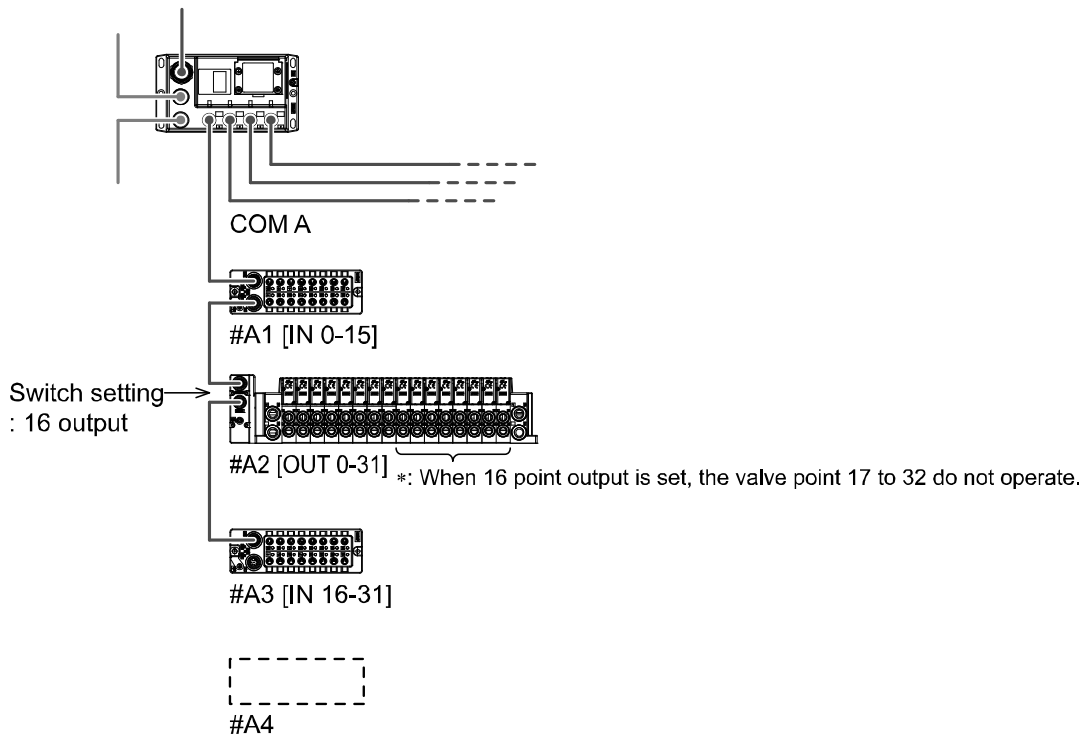 COM A
#A1 [IN 0-15]
Switch setting
: 16 output
#A2 [OUT 0-31]
*: When 16 point output is set, the valve point 17 to 32 do not operate.
#A3 [IN 16-31]
#A4